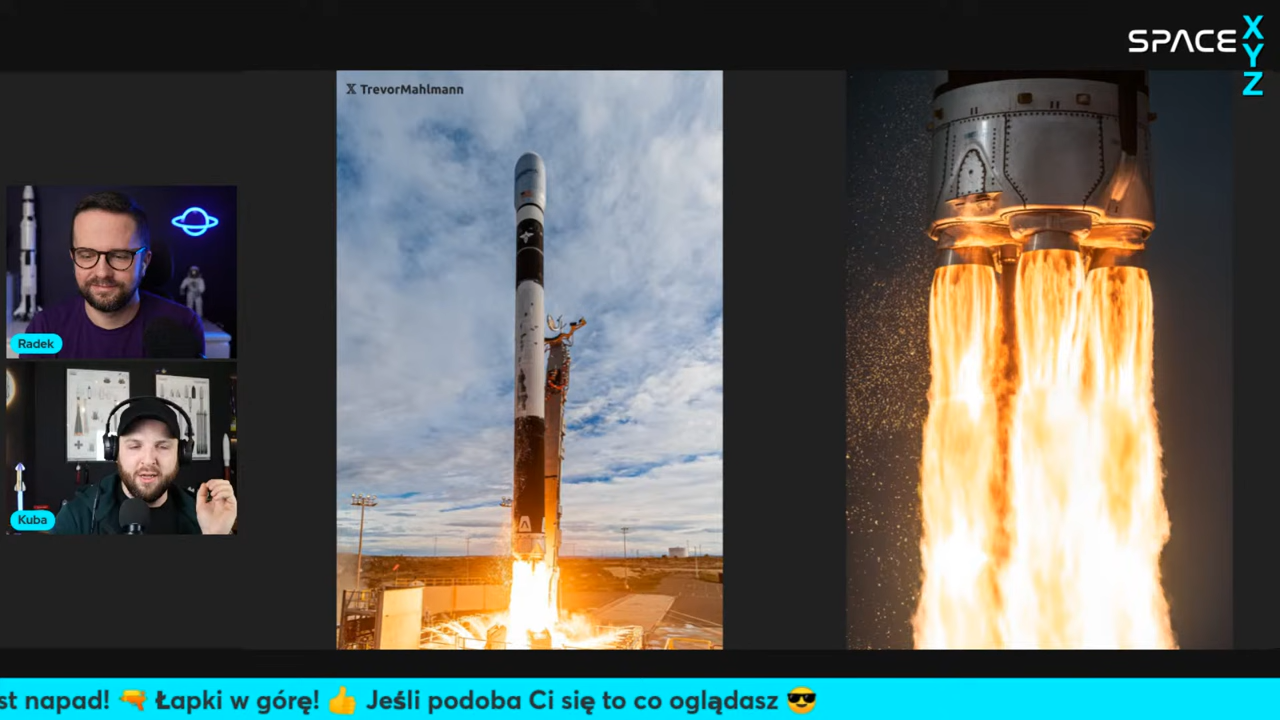 SPACE X
Y
Z
X TrevorMahlmann
Radek
Kuba
st napad! 🔫 Łapki w górę! 👍 Jeśli podoba Ci się to co oglądasz 😎